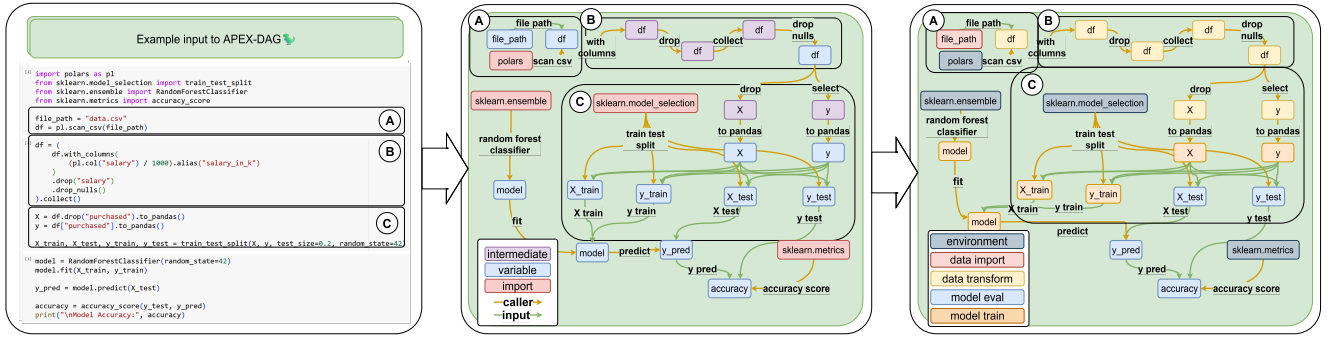 Example input to APEX-DAG
[1]
import polars as pl
from sklearn.model_selection import train_test_split
from sklearn.ensemble import RandomForestClassifier
from sklearn.metrics import accuracy_score
file_path = "data.csv"
df = pl.scan_csv(file_path)
A
df = (
df.with_columns(
(pl.col("salary") / 1000).alias("salary_in_k")
)
.drop("salary")
.drop_nulls()
).collect()
B
X = df.drop("purchased").to_pandas()
y = df["purchased"].to_pandas()
X_train, X_test, y_train, y_test = train_test_split(X, y, test_size=0.2, random_state=42
C
model = RandomForestClassifier(random_state=42)
model.fit(X_train, y_train)
y_pred = model.predict(X_test)
accuracy = accuracy_score(y_test, y_pred)
print("\nModel Accuracy:", accuracy)
A
file path
file_path
df
polars
scan csv
B
with columns
df
drop
df
collect
df
drop nulls
df
sklearn.ensemble
random forest classifier
model
fit
C
sklearn.model_selection
train test split
drop
select
X
y
to pandas
to pandas
X
y
X_train
y_train
X_test
y_test
X train
y train
X test
y test
model
predict
y_pred
sklearn.metrics
y pred
accuracy
accuracy score
intermediate
variable
import
caller
input
A
file path
file_path
df
polars
scan csv
B
with columns
df
drop
df
collect
df
drop nulls
df
sklearn.ensemble
random forest classifier
model
fit
C
sklearn.model_selection
train test split
drop
select
X
y
to pandas
to pandas
X
y
X_train
y_train
X_test
y_test
X train
y train
X test
y test
model
predict
y_pred
sklearn.metrics
y pred
accuracy
accuracy score
environment
data import
data transform
model eval
model train